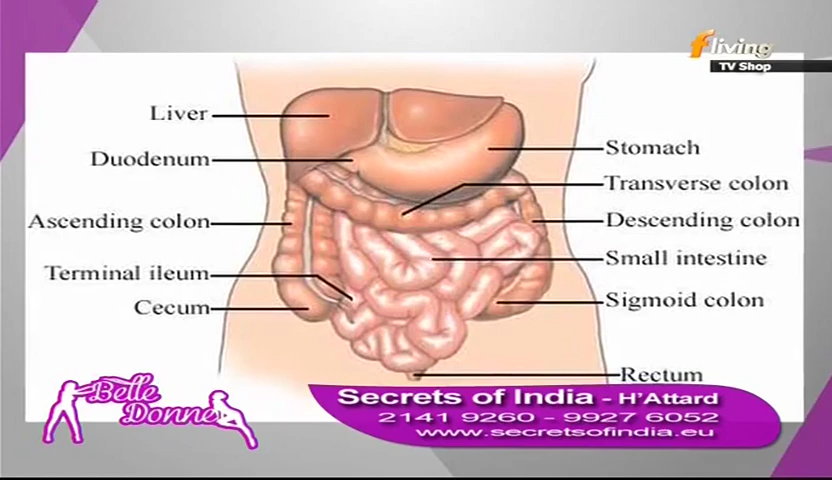 fliving
TV Shop
Liver
Duodenum
Ascending colon
Terminal ileum
Cecum
Stomach
Transverse colon
Descending colon
Small intestine
Sigmoid colon
Rectum
Belle
Donne
Secrets of India - H'Attard
2141 9260 - 9927 6052
www.secretsofindia.eu